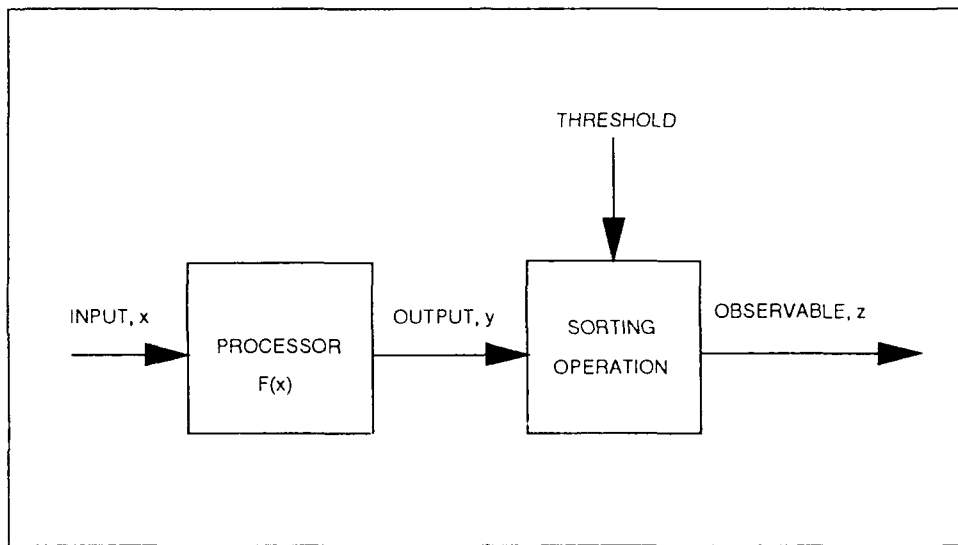 THRESHOLD
INPUT, x
PROCESSOR
F(x)
OUTPUT, y
SORTING
OPERATION
OBSERVABLE, z